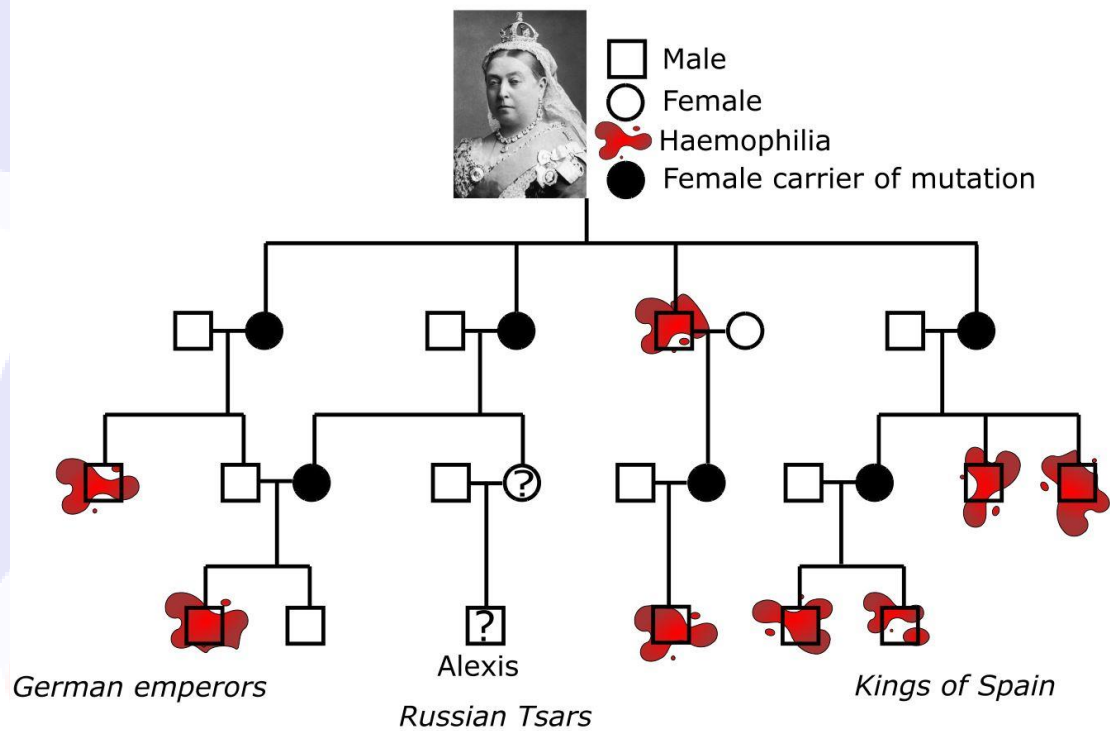 Male
Female
Haemophilia
Female carrier of mutation
?
?
Alexis
German emperors
Russian Tsars
Kings of Spain